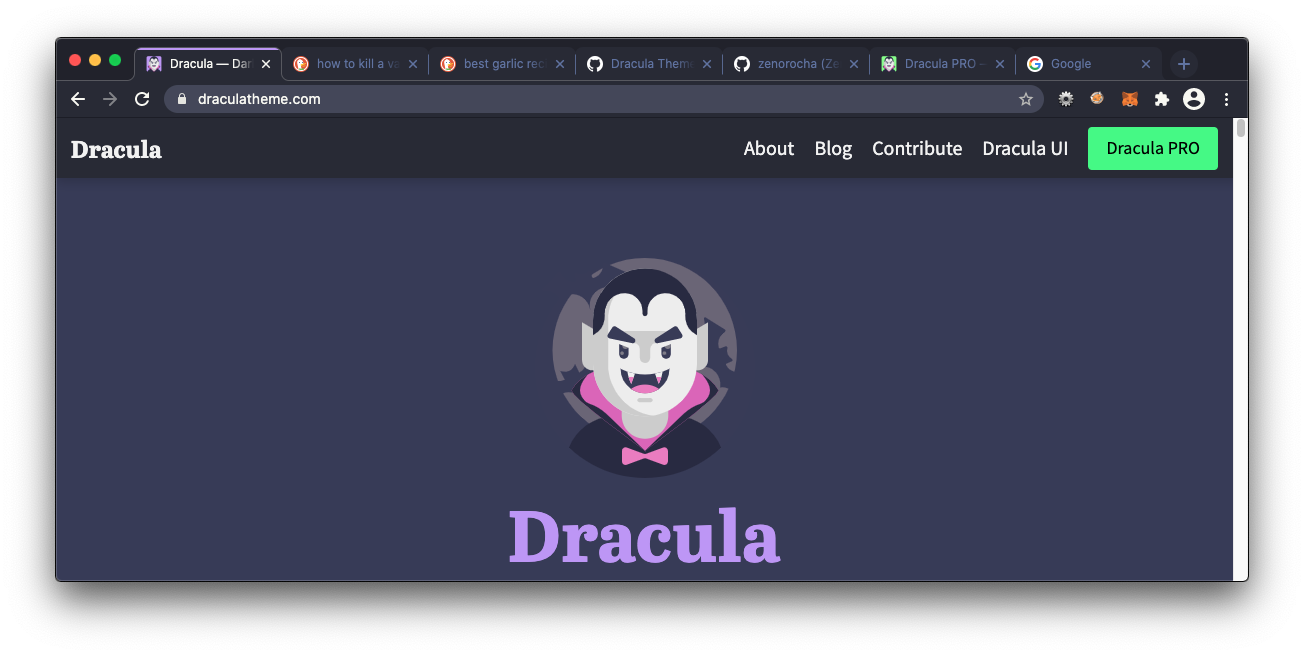 Dracula — Dar
how to kill a va
best garlic rec
Dracula Theme
zenorocha (Ze
Dracula PRO —
Google
draculatheme.com
Dracula
About
Blog
Contribute
Dracula UI
Dracula PRO
Dracula